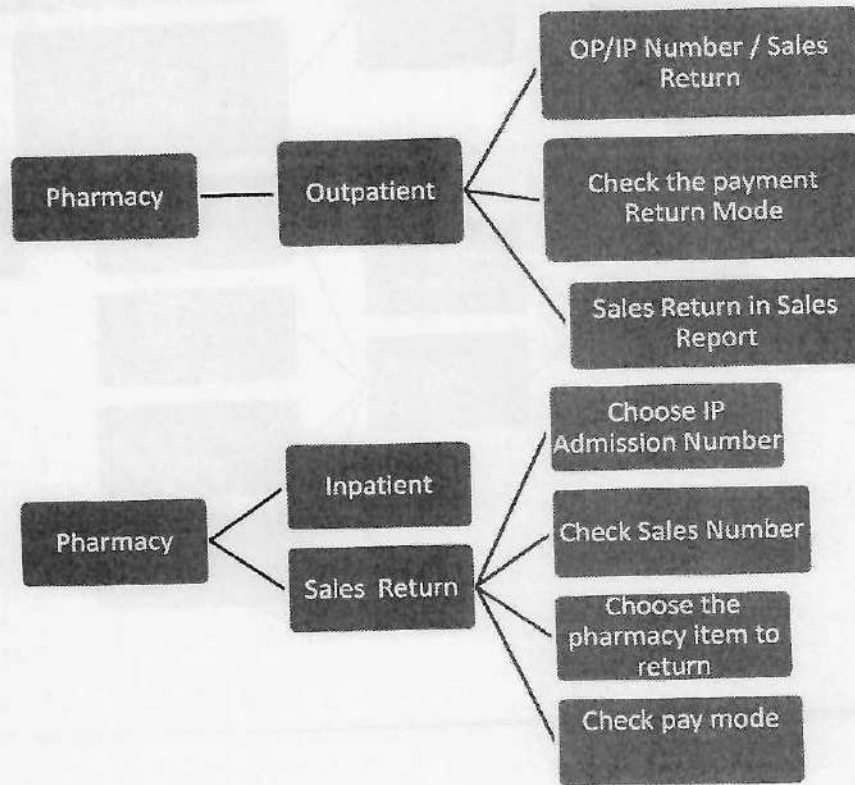 OP/IP Number / Sales
Return
Pharmacy
Outpatient
Check the payment
Return Mode
Sales Return in Sales
Report
Choose IP
Admission Number
Inpatient
Pharmacy
Check Sales Number
Sales Return
Choose the
pharmacy item to
return
Check pay mode